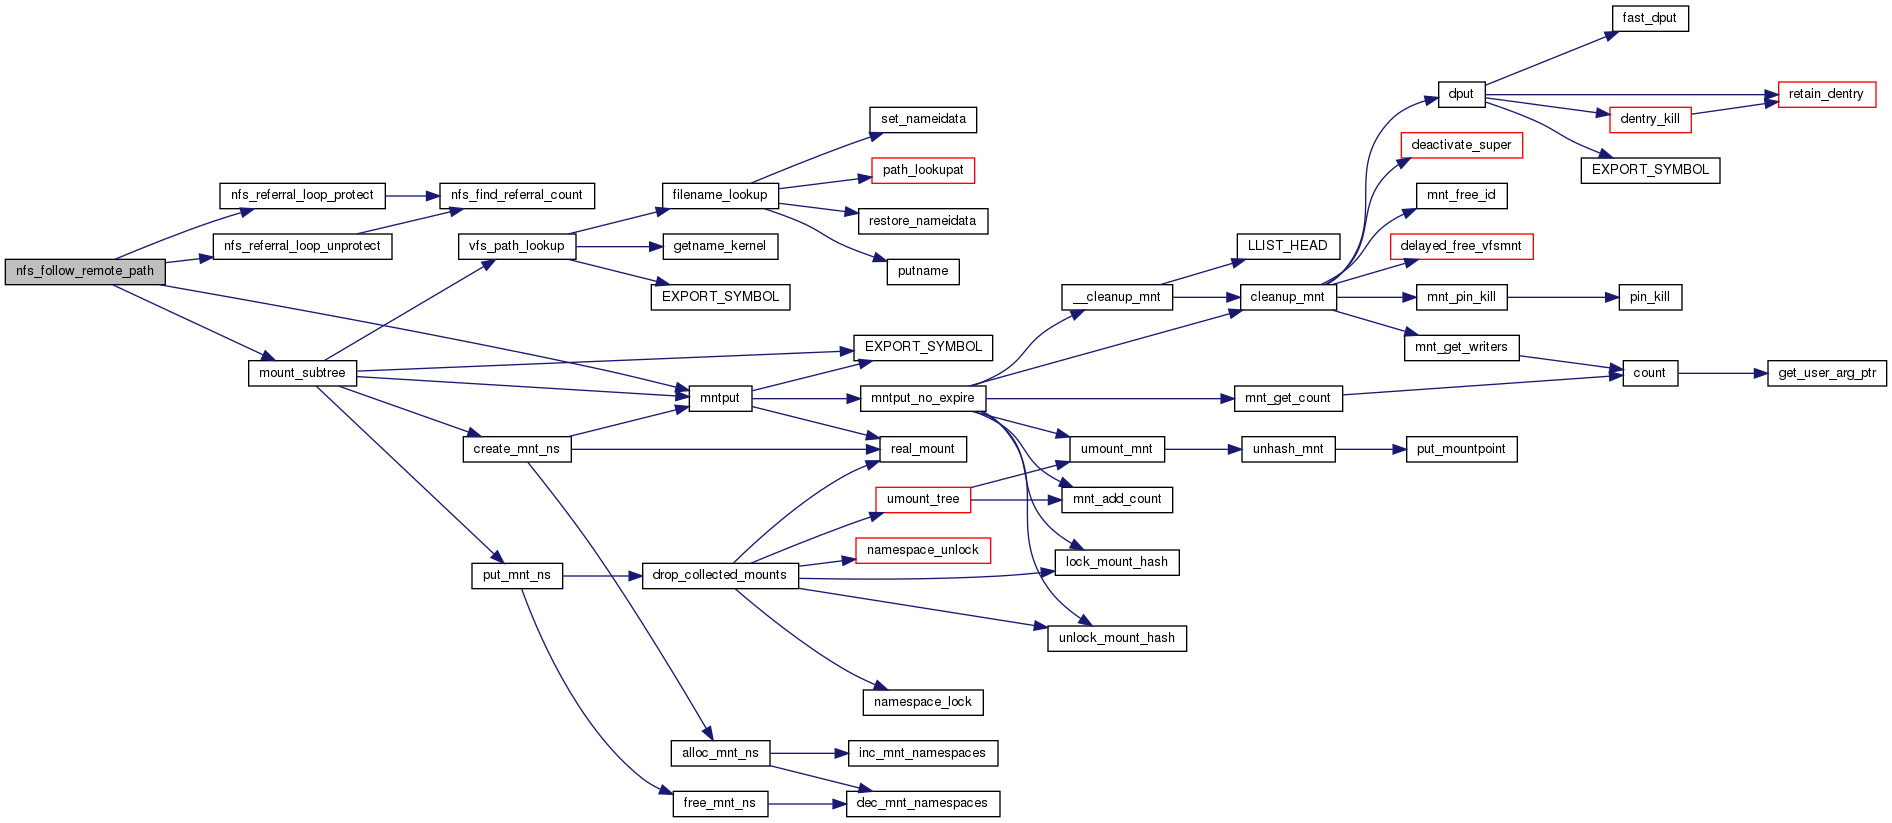 fast_dput
dput
retain_dentry
set_nameidata
dentry_kill
deactivate_super
path_lookupat
EXPORT_SYMBOL
nfs_referral_loop_protect
nfs_find_referral_count
filename_lookup
mnt_free_id
restore_nameidata
nfs_referral_loop_unprotect
vfs_path_lookup
getname_kernel
LLIST_HEAD
delayed_free_vfsmnt
nfs_follow_remote_path
putname
EXPORT_SYMBOL
__cleanup_mnt
cleanup_mnt
mnt_pin_kill
pin_kill
EXPORT_SYMBOL
mnt_get_writers
mount_subtree
count
get_user_arg_ptr
mntput
mntput_no_expire
mnt_get_count
create_mnt_ns
real_mount
umount_mnt
unhash_mnt
put_mountpoint
umount_tree
mnt_add_count
namespace_unlock
lock_mount_hash
put_mnt_ns
drop_collected_mounts
unlock_mount_hash
namespace_lock
alloc_mnt_ns
inc_mnt_namespaces
free_mnt_ns
dec_mnt_namespaces